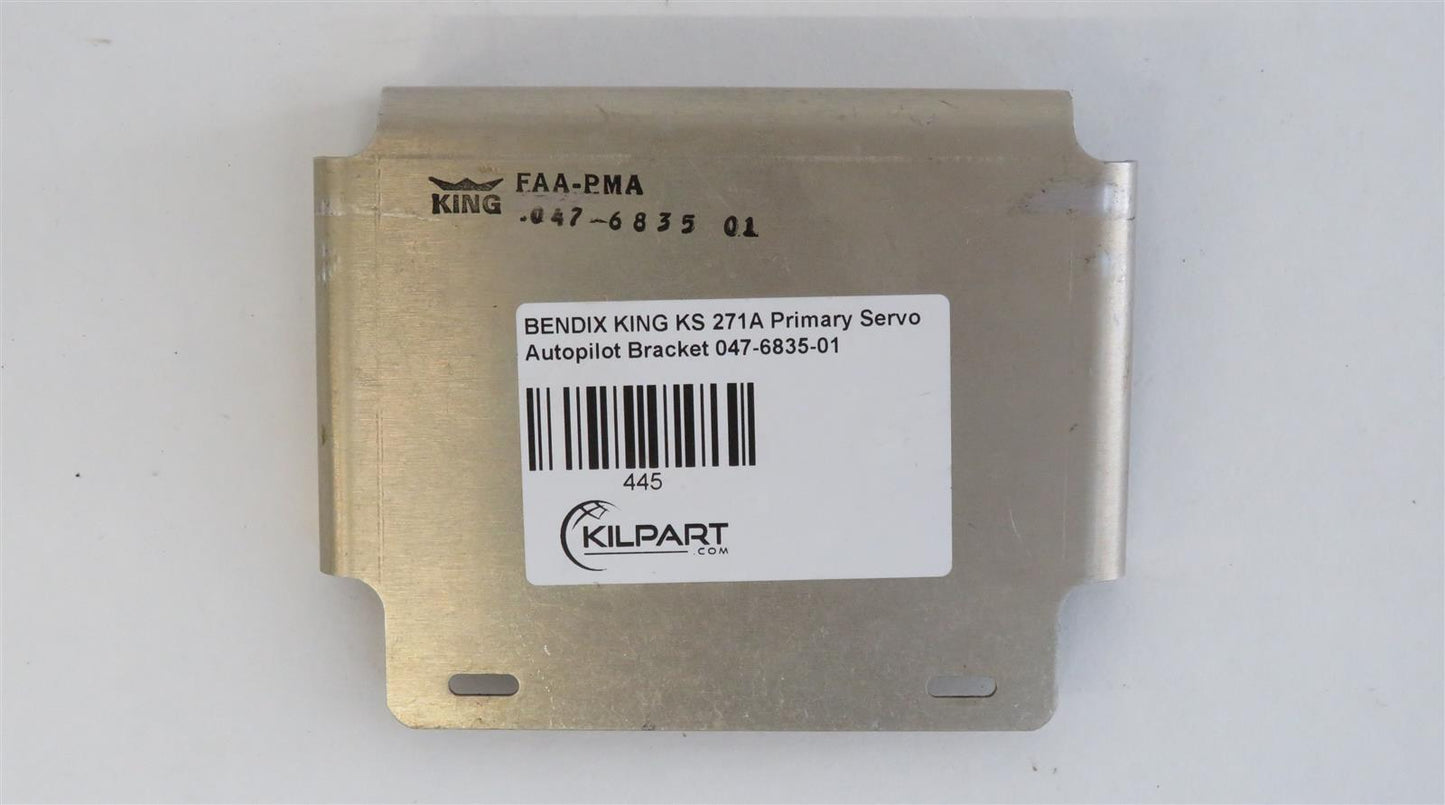 KING FAA-PMA
.047-6835 01
BENDIX KING KS 271A Primary Servo
Autopilot Bracket 047-6835-01
445
KILPART
.COM